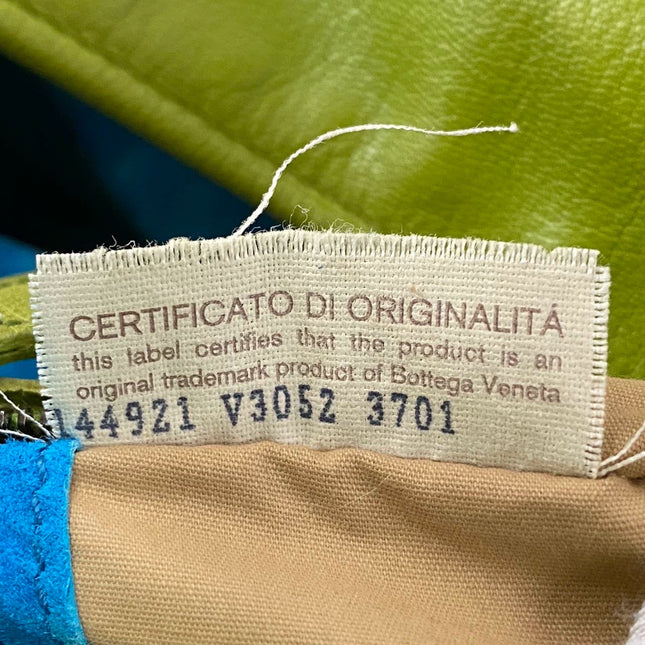 CERTIFICATO DI ORIGINALITÁ
this label certifies that the product is an
original trademark product of Bottega Veneta
144921 V3052 3701